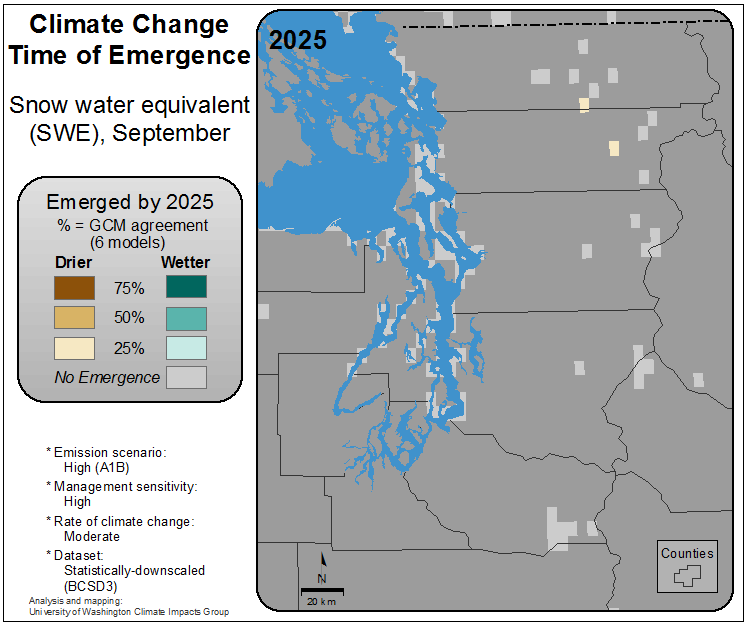 Climate Change
Time of Emergence
Snow water equivalent
(SWE), September
Emerged by 2025
% = GCM agreement
(6 models)
Drier Wetter
75%
50%
25%
No Emergence
* Emission scenario:
High (A1B)
* Management sensitivity:
High
* Rate of climate change:
Moderate
* Dataset:
Statistically-downscaled
(BCSD3)
Analysis and mapping:
University of Washington Climate Impacts Group
2025
N
20 km
Counties